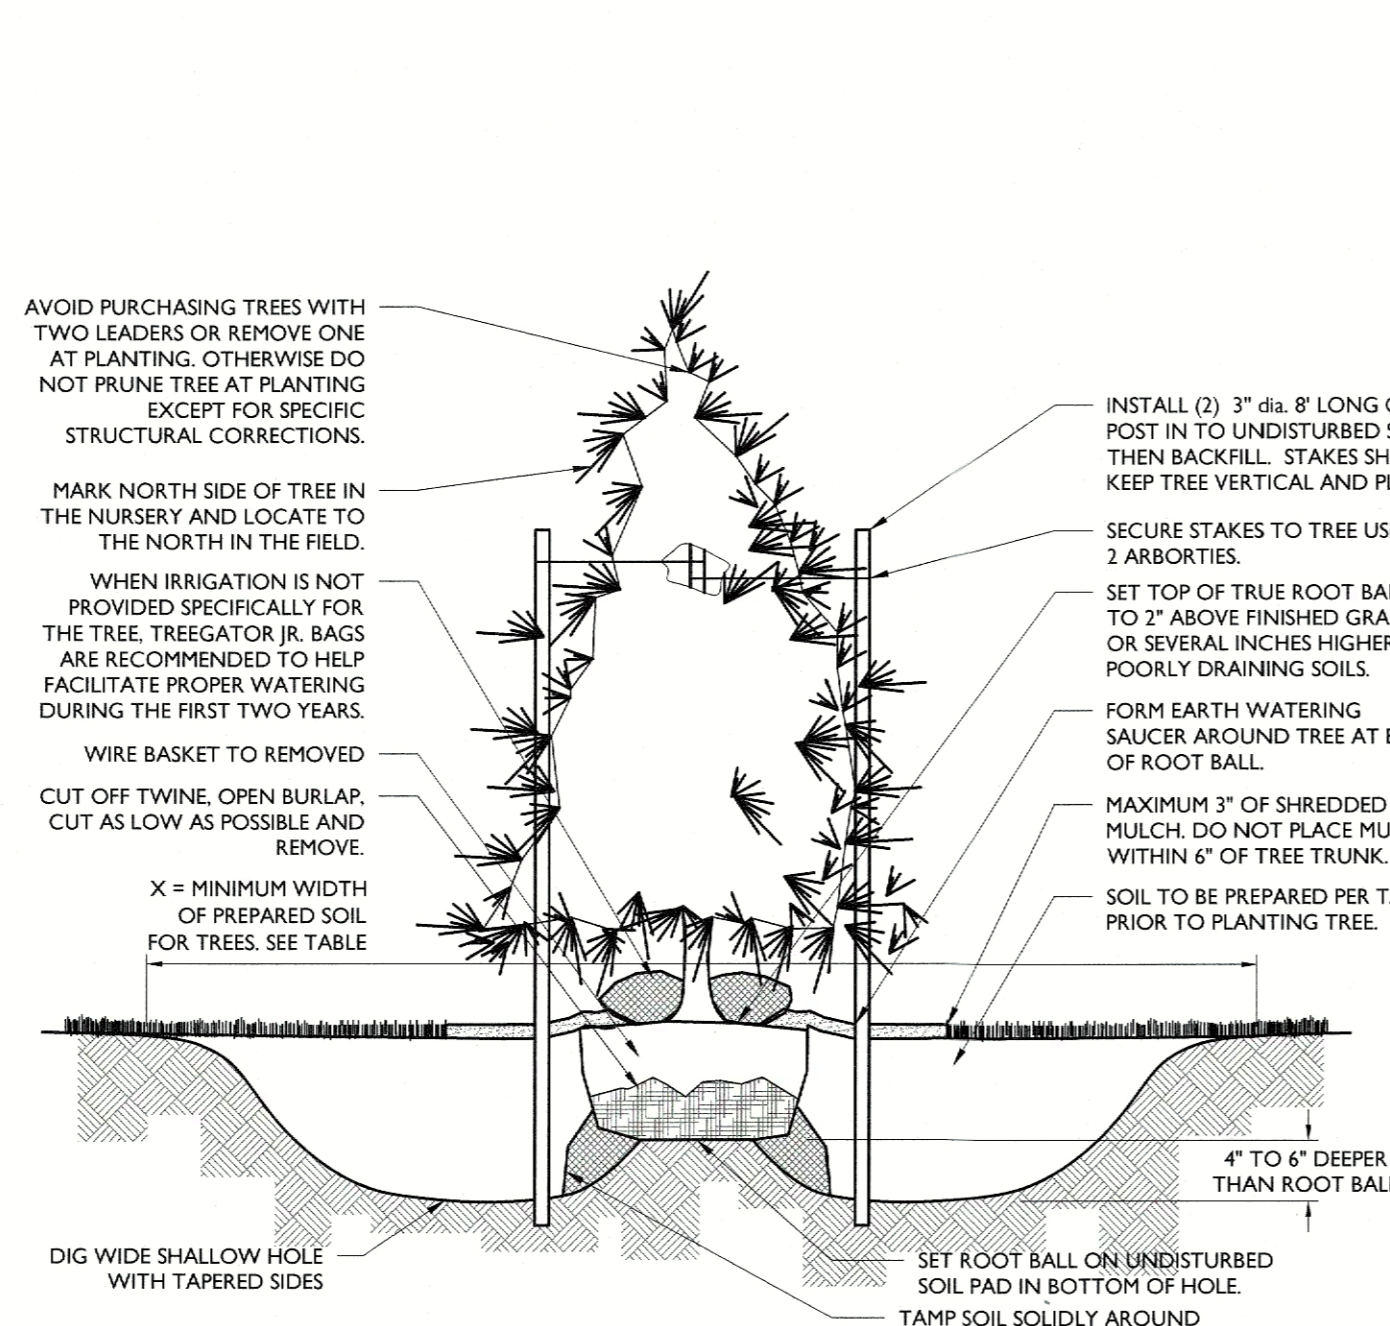 AVOID PURCHASING TREES WITH
TWO LEADERS OR REMOVE ONE
AT PLANTING. OTHERWISE DO
NOT PRUNE TREE AT PLANTING
EXCEPT FOR SPECIFIC
STRUCTURAL CORRECTIONS.
MARK NORTH SIDE OF TREE IN
THE NURSERY AND LOCATE TO
THE NORTH IN THE FIELD.
WHEN IRRIGATION IS NOT
PROVIDED SPECIFICALLY FOR
THE TREE, TREEGATOR JR. BAGS
ARE RECOMMENDED TO HELP
FACILITATE PROPER WATERING
DURING THE FIRST TWO YEARS.
WIRE BASKET TO REMOVED
CUT OFF TWINE, OPEN BURLAP,
CUT AS LOW AS POSSIBLE AND
REMOVE.
X = MINIMUM WIDTH
OF PREPARED SOIL
FOR TREES. SEE TABLE
DIG WIDE SHALLOW HOLE
WITH TAPERED SIDES
INSTALL (2) 3" dia. 8' LONG
POST IN TO UNDISTURBED
THEN BACKFILL. STAKES
KEEP TREE VERTICAL AND
SECURE STAKES TO TREE
2 ARBORTIES.
SET TOP OF TRUE ROOT
TO 2" ABOVE FINISHED
OR SEVERAL INCHES HIGHER
POORLY DRAINING SOILS.
FORM EARTH WATERING
SAUCER AROUND TREE AT
OF ROOT BALL.
MAXIMUM 3" OF SHREDDED
MULCH. DO NOT PLACE
WITHIN 6" OF TREE TRUNK.
SOIL TO BE PREPARED PER
PRIOR TO PLANTING TREE.
4" TO 6" DEEPER
THAN ROOT BALL
SET ROOT BALL ON UNDISTURBED
SOIL PAD IN BOTTOM OF HOLE.
TAMP SOIL SOLIDLY AROUND